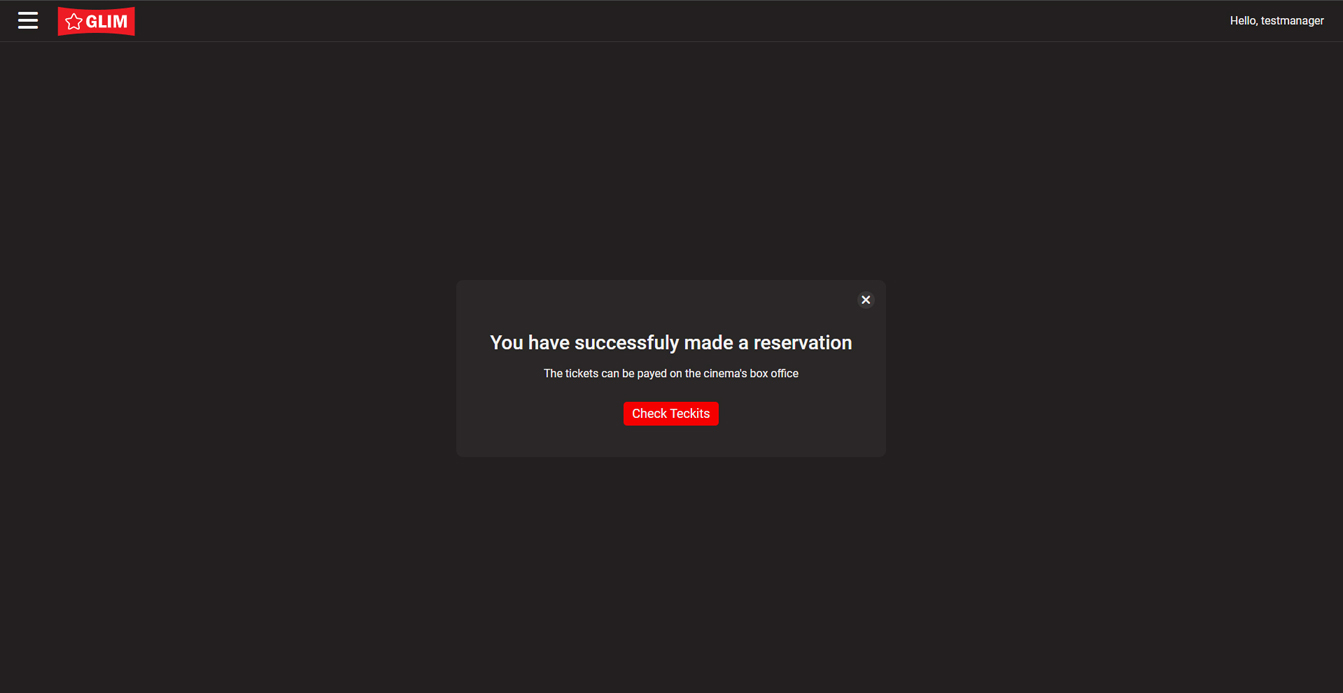 GLIM
Hello, testmanager
You have successfuly made a reservation
The tickets can be payed on the cinema's box office
Check Teckits